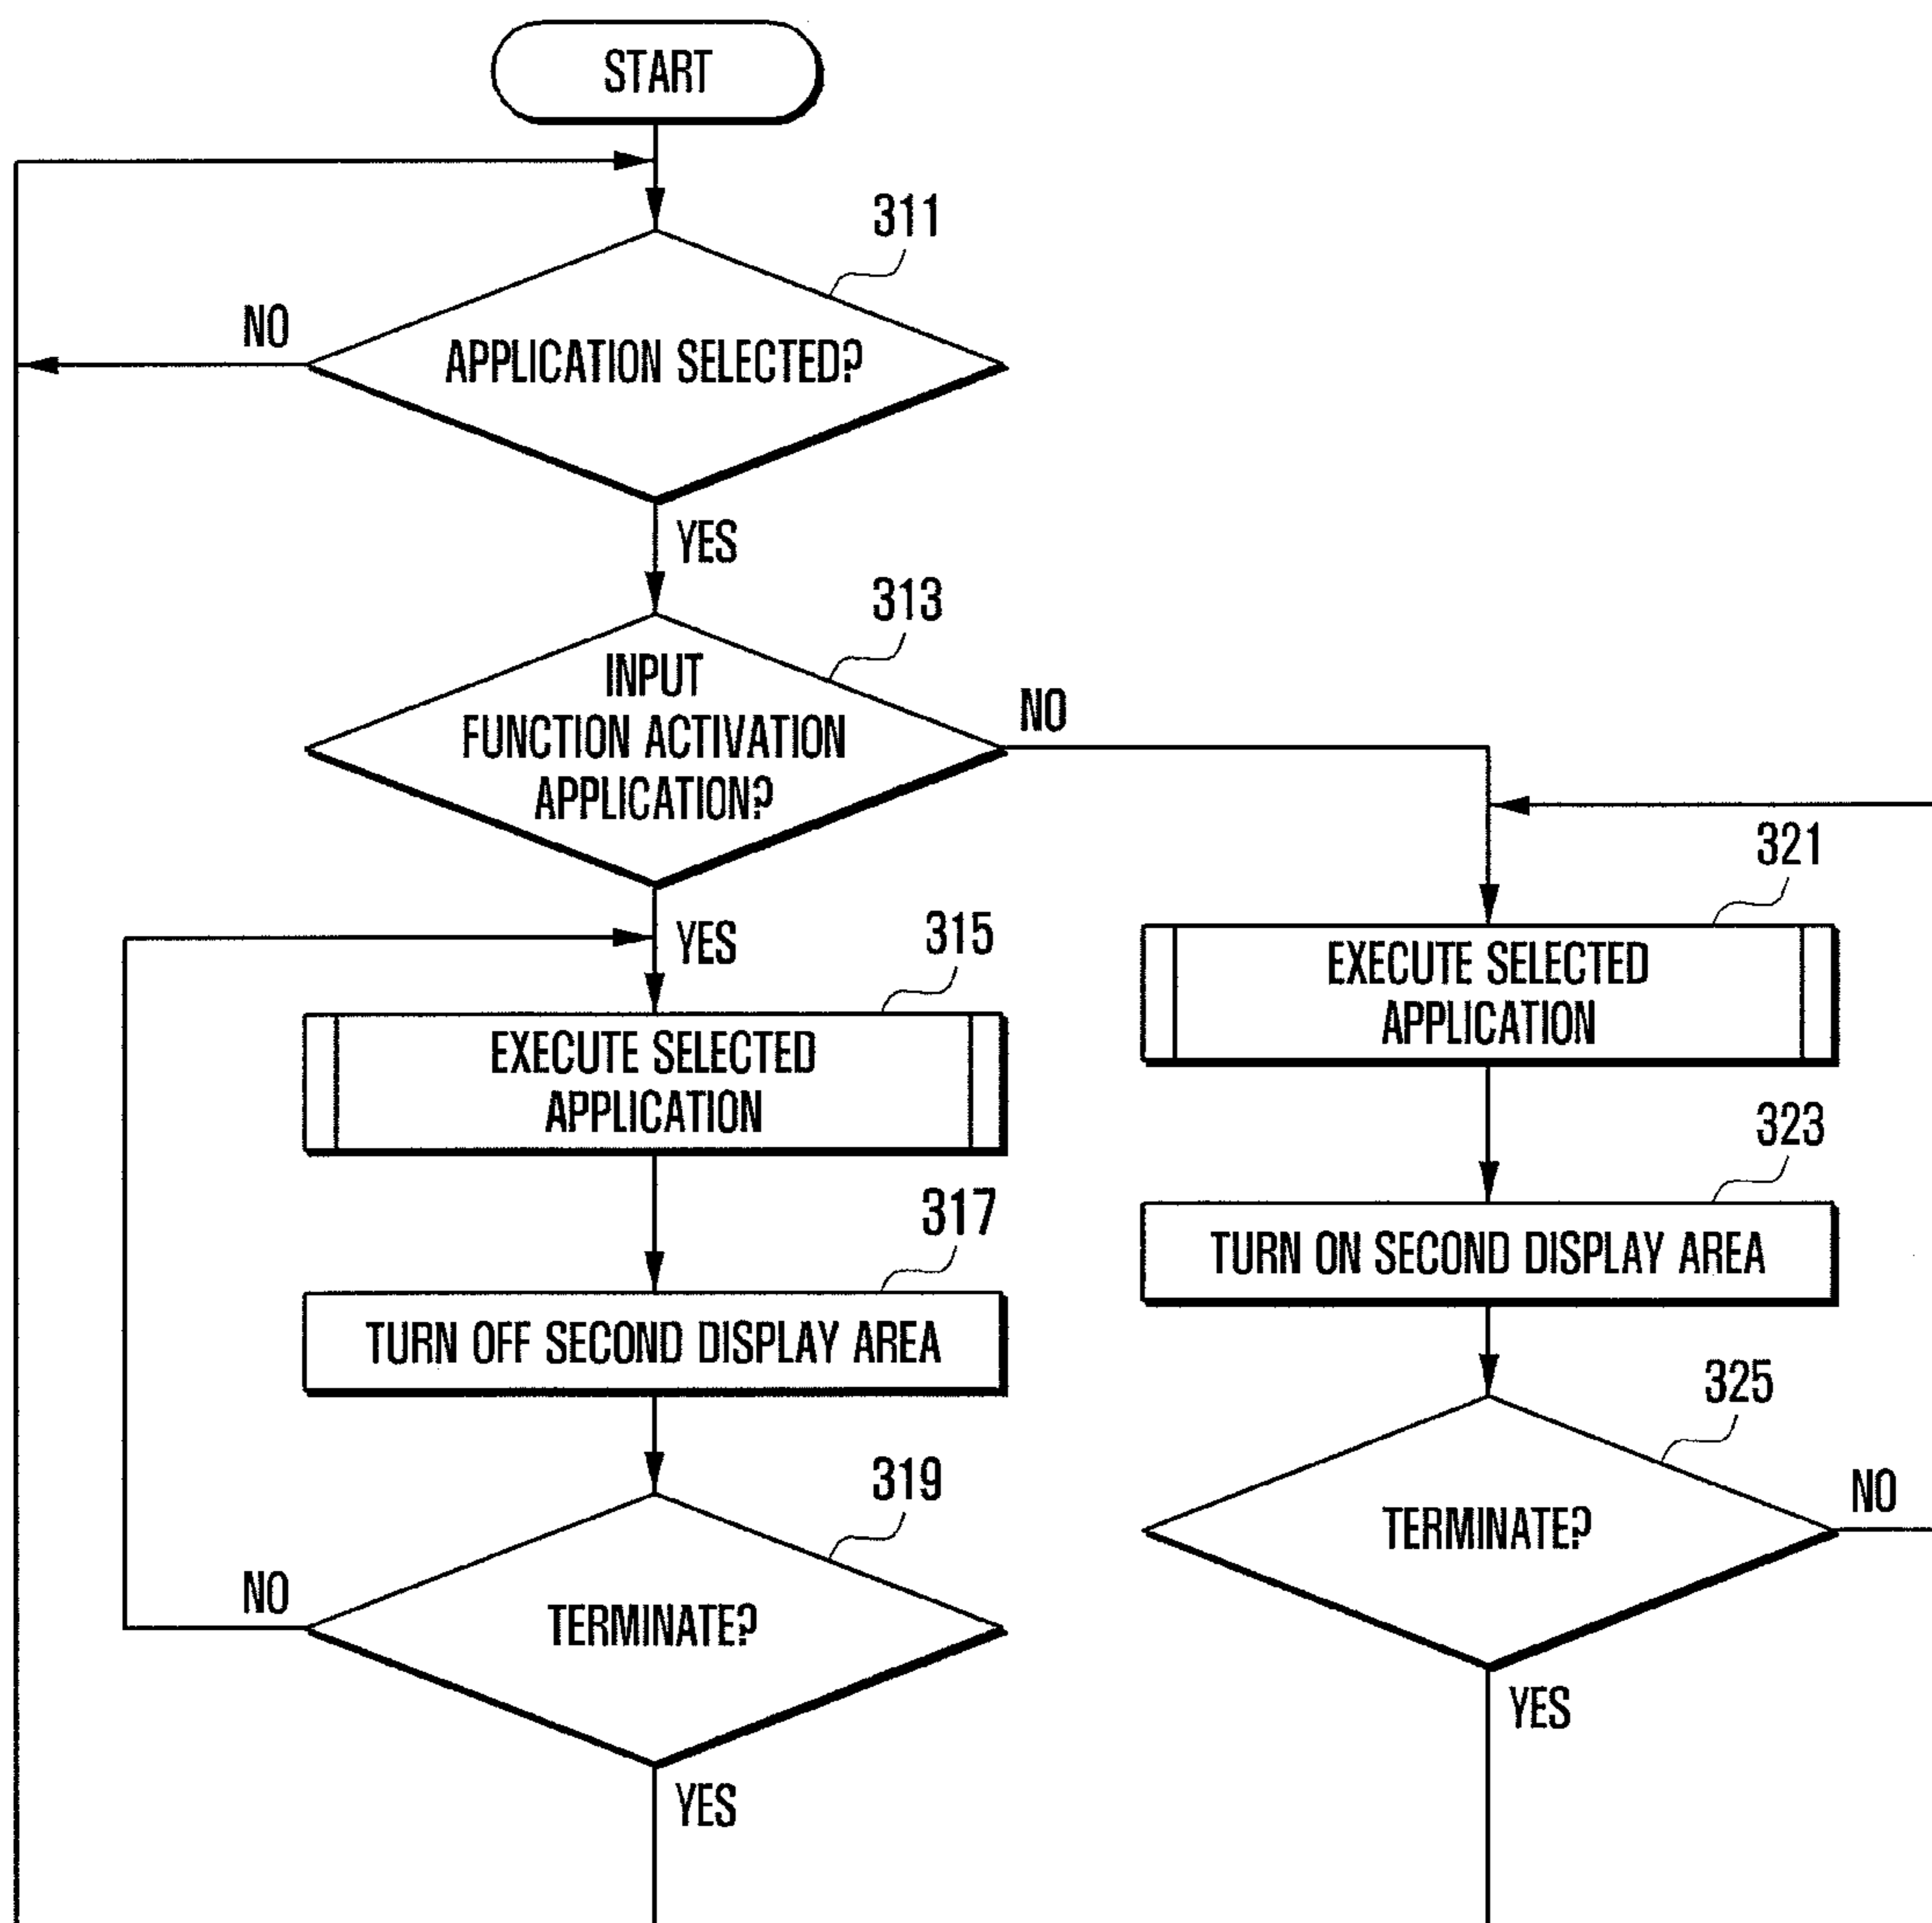 START
311
NO
APPLICATION SELECTED?
YES
313
INPUT
FUNCTION ACTIVATION
APPLICATION?
NO
YES
315
EXECUTE SELECTED
APPLICATION
317
TURN OFF SECOND DISPLAY AREA
319
NO
TERMINATE?
YES
321
EXECUTE SELECTED
APPLICATION
323
TURN ON SECOND DISPLAY AREA
325
NO
TERMINATE?
YES